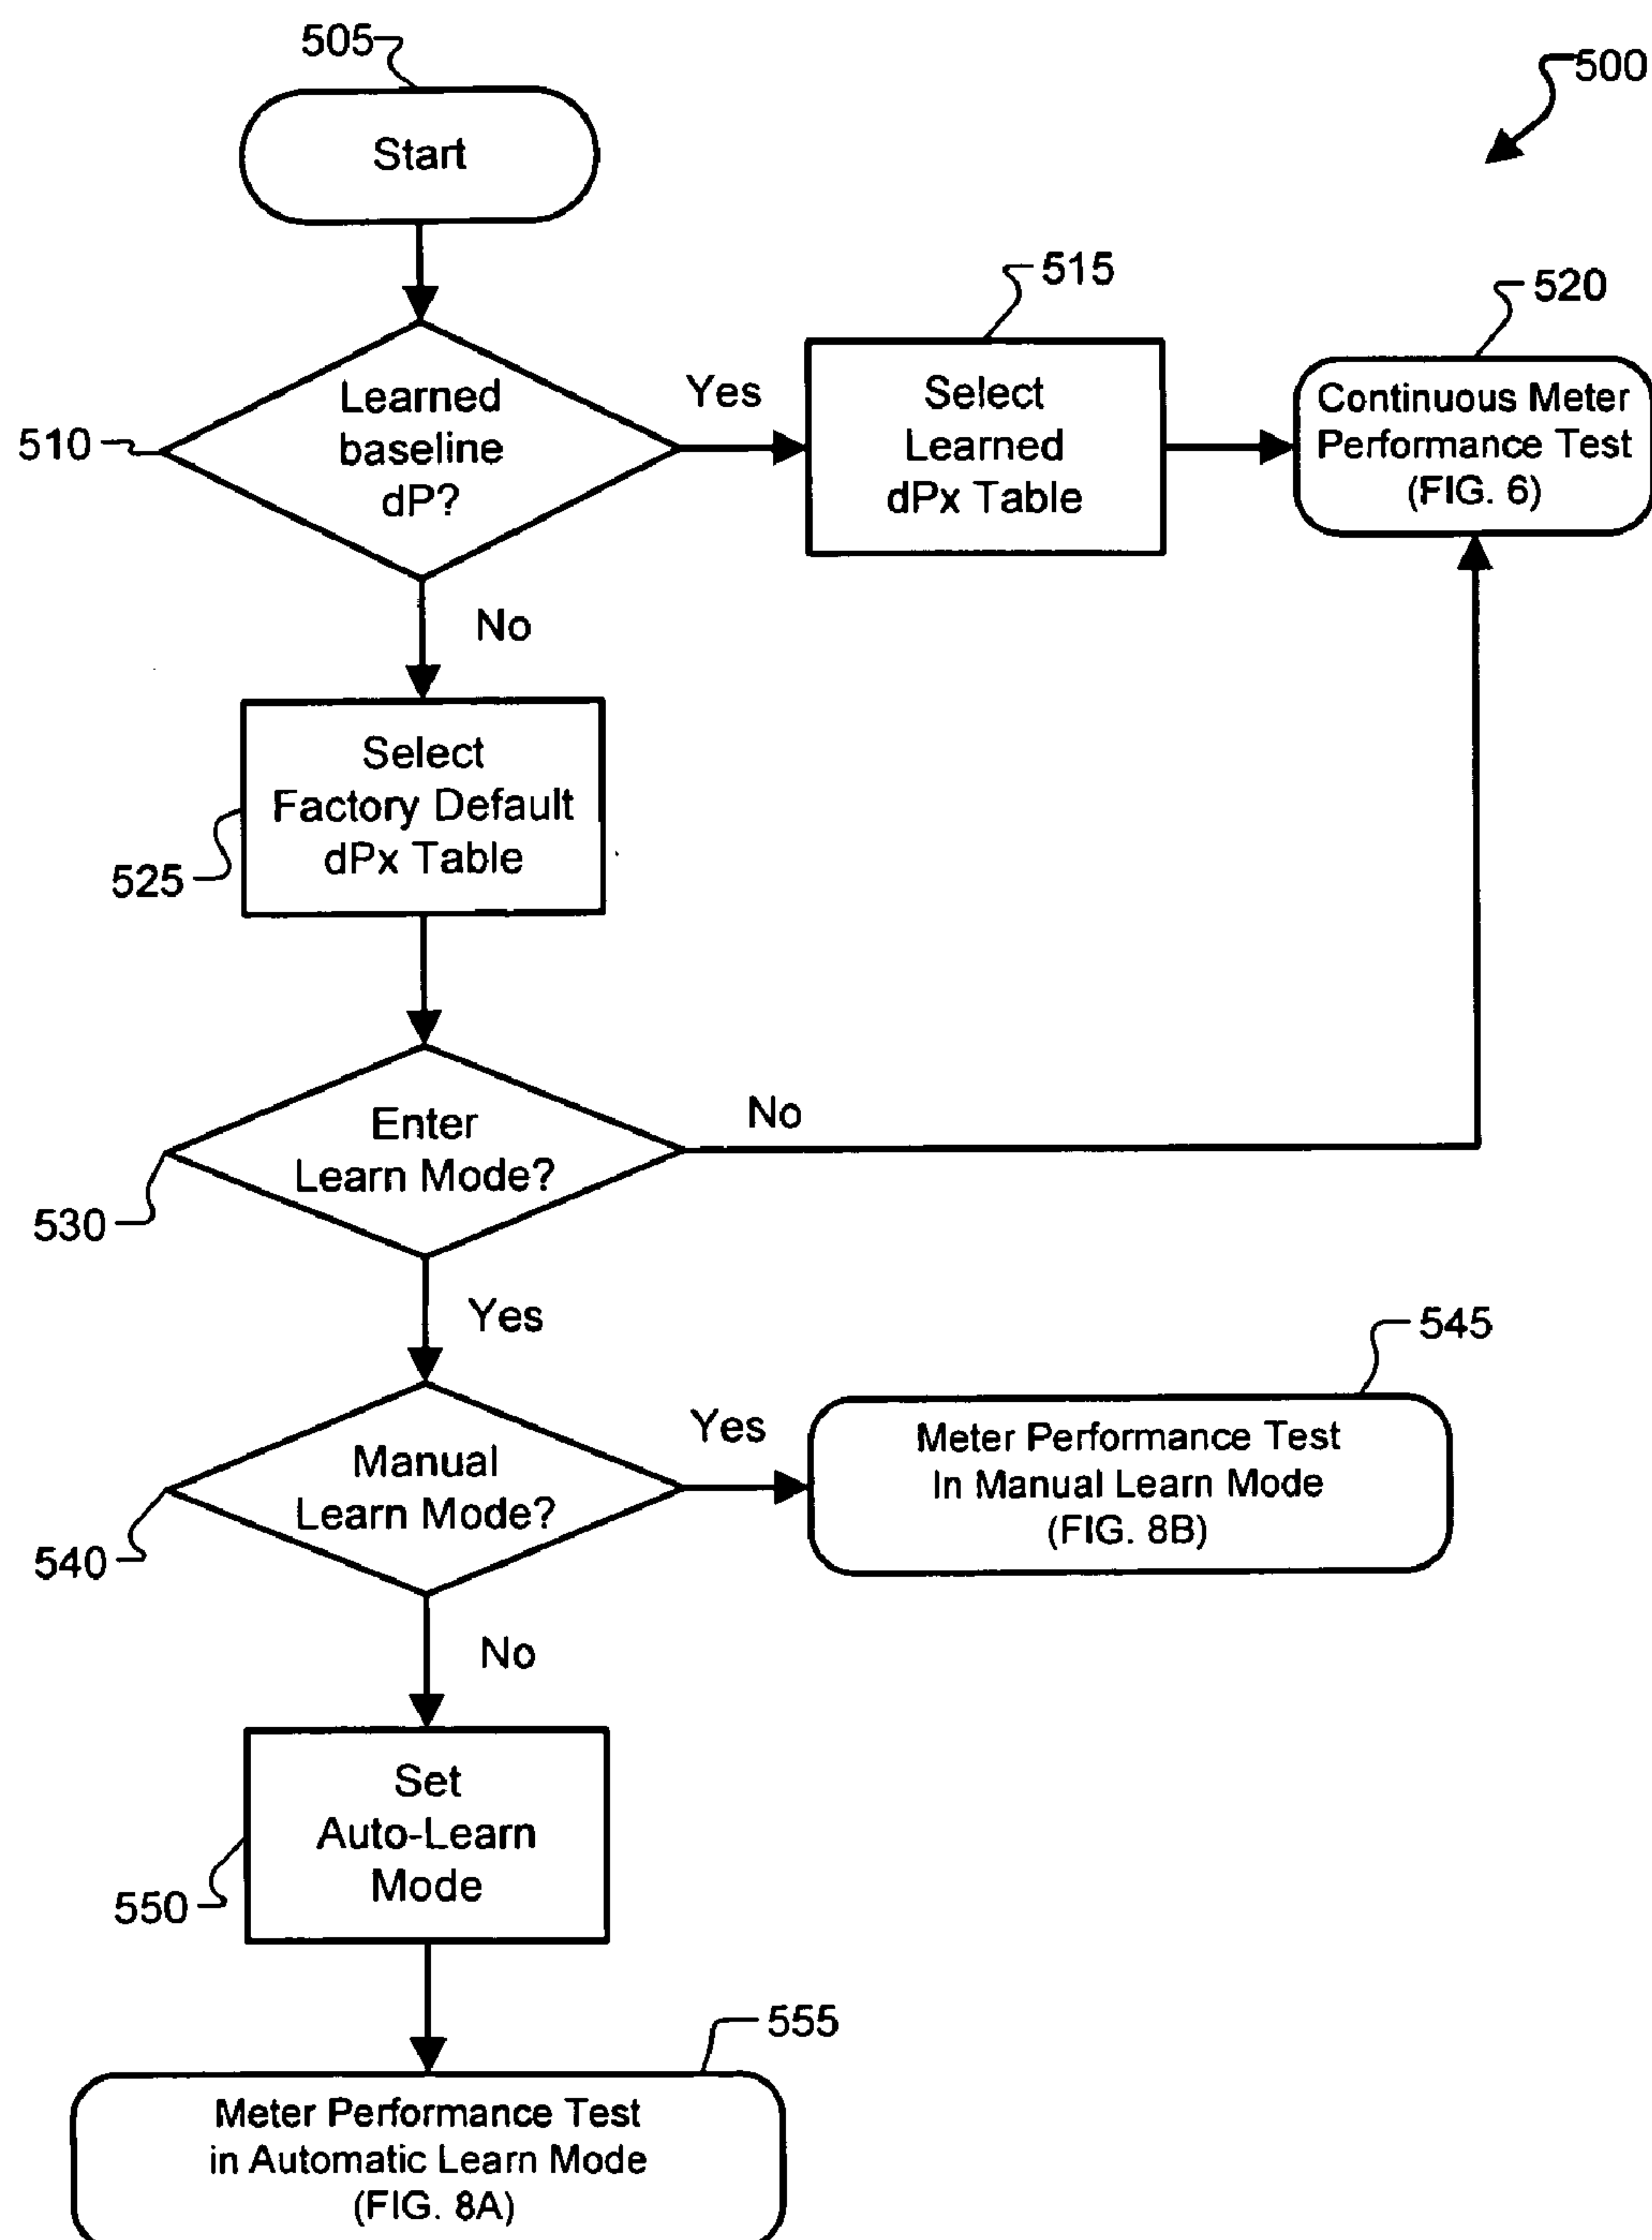 505
500
Start
515
520
Learned
baseline
dP?
510
Yes
Select
Learned
dPx Table
Continuous Meter
Performance Test
(FIG. 6)
No
Select
Factory Default
dPx Table
525
Enter
Learn Mode?
No
530
Yes
545
Manual
Learn Mode?
Yes
Meter Performance Test
In Manual Learn Mode
(FIG. 8B)
540
No
Set
Auto-Learn
Mode
550
555
Meter Performance Test
in Automatic Learn Mode
(FIG. 8A)